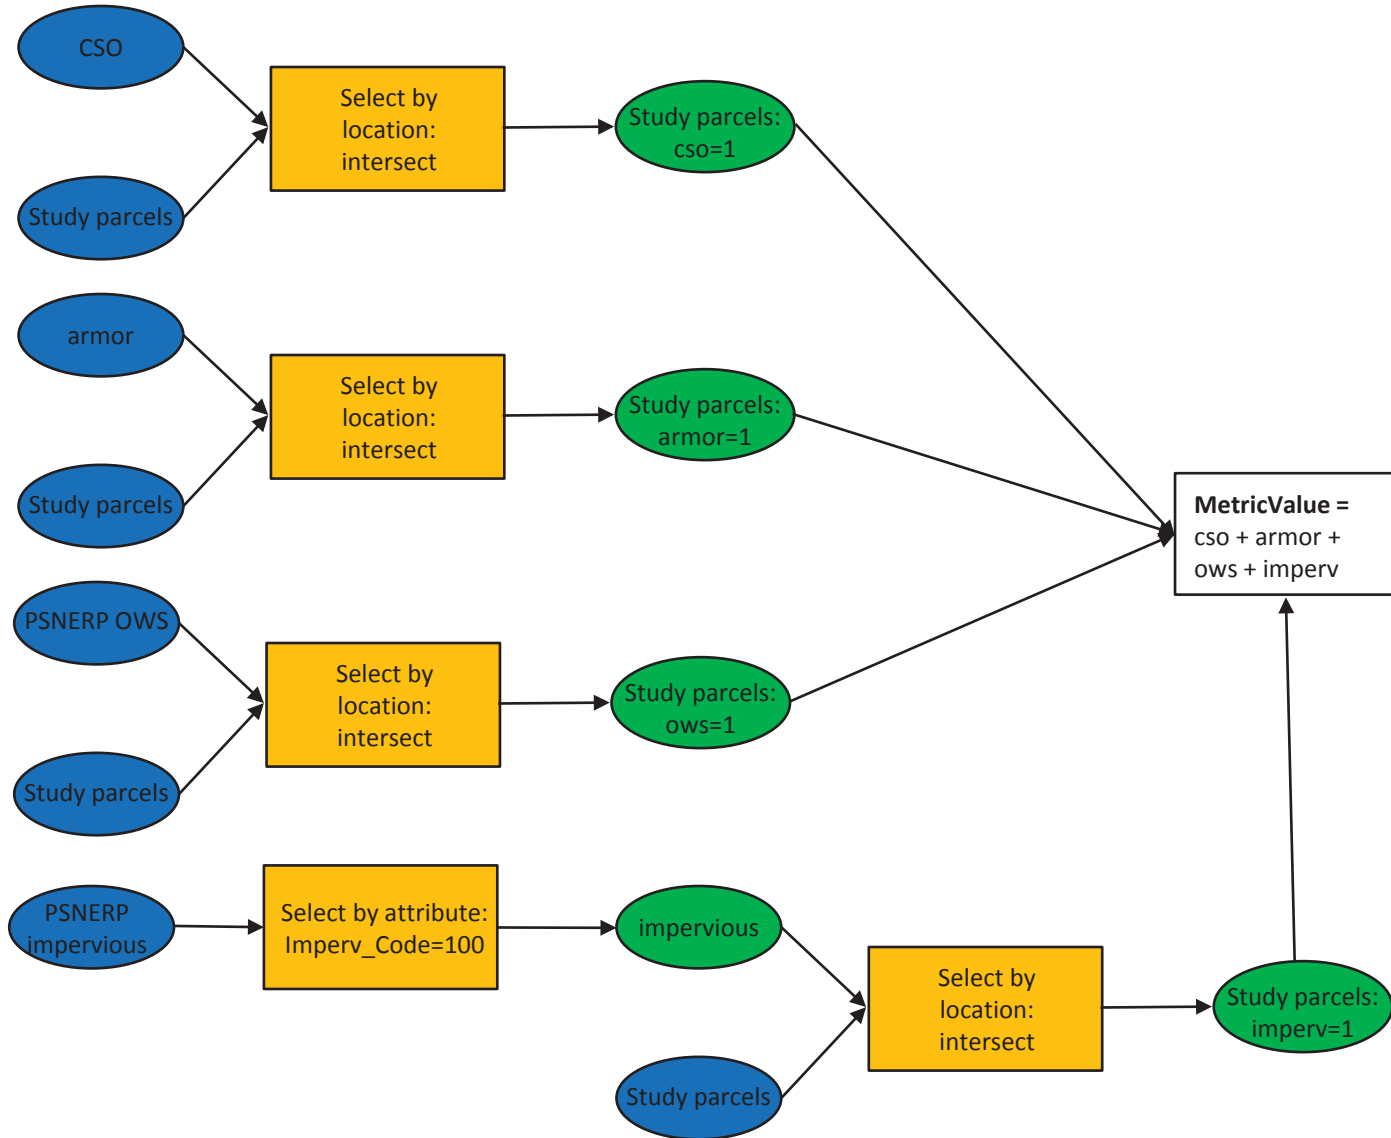 CSO
Study parcels
Select by
location:
intersect
Study parcels:
cso=1
armor
Study parcels
Select by
location:
intersect
Study parcels:
armor=1
PSNERP OWS
Study parcels
Select by
location:
intersect
Study parcels:
ows=1
MetricValue =
cso + armor +
ows + imperv
PSNERP
impervious
Select by attribute:
Imperv_Code=100
impervious
Study parcels
Select by
location:
intersect
Study parcels:
imperv=1